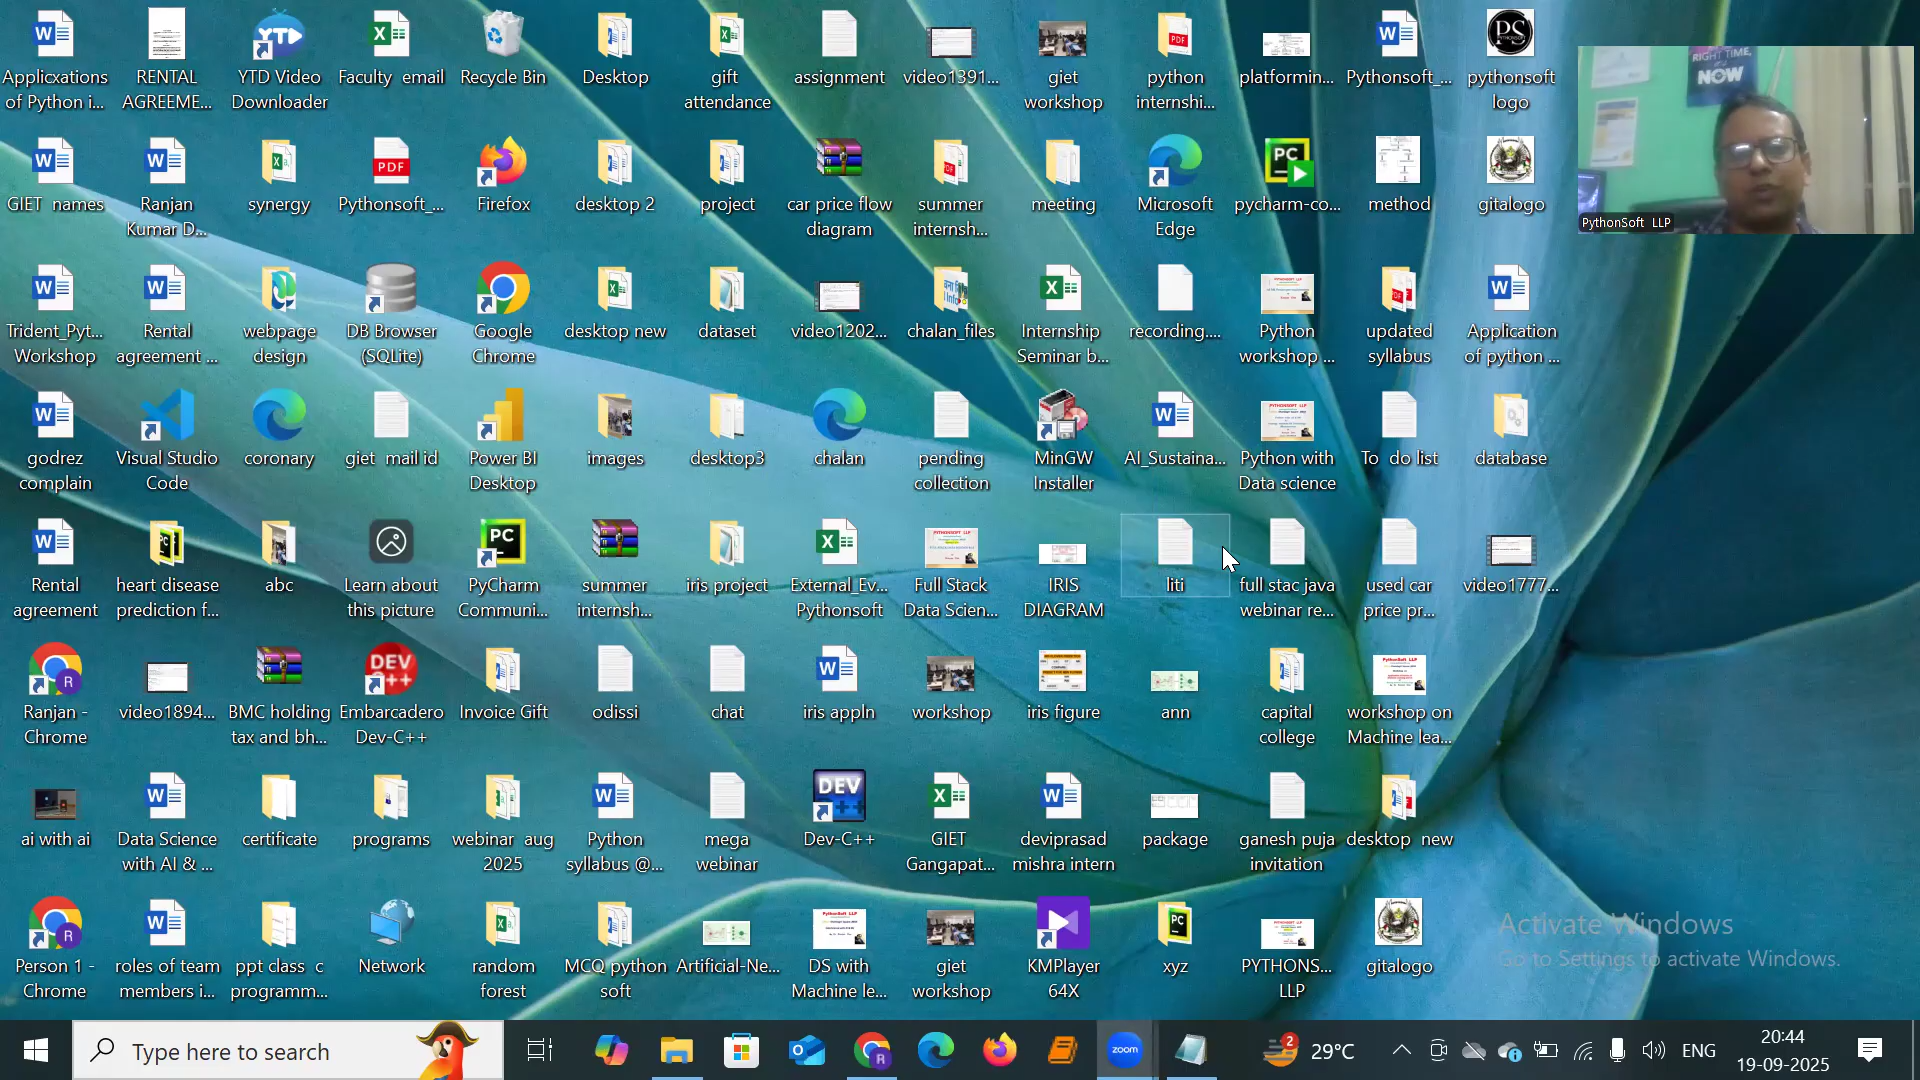 Applicxations of Python i...
RENTAL AGREEME...
YTD Video Downloader
Faculty email
Recycle Bin
Desktop
gift attendance
assignment
video1391...
giet workshop
python internshi...
platformin...
Pythonsoft_...
pythonsoft logo
GIET names
Ranjan Kumar D...
synergy
Pythonsoft_...
Firefox
desktop 2
project
car price flow diagram
summer internsh...
meeting
Microsoft Edge
pycharm-co...
method
gitalogo
Trident_Pyt... Workshop
Rental agreement ...
webpage design
DB Browser (SQLite)
Google Chrome
desktop new
dataset
video1202...
chalan_files
Internship Seminar b...
recording....
Python workshop ...
updated syllabus
Application of python ...
godrez complain
Visual Studio Code
coronary
giet mail id
Power BI Desktop
images
desktop3
chalan
pending collection
MinGW Installer
AI_Sustaina...
Python with Data science
To do list
database
Rental agreement
heart disease prediction f...
abc
Learn about this picture
PyCharm Communi...
summer internsh...
iris project
External_Ev... Pythonsoft
Full Stack Data Scien...
IRIS DIAGRAM
liti
full stac java webinar re...
used car price pr...
video1777...
Ranjan - Chrome
video1894...
BMC holding tax and bh...
Embarcadero Dev-C++
Invoice Gift
odissi
chat
iris appln
workshop
iris figure
ann
capital college
workshop on Machine lea...
ai with ai
Data Science with AI & ...
certificate
programs
webinar aug 2025
Python syllabus @...
mega webinar
Dev-C++
GIET Gangapat...
deviprasad mishra intern
package
ganesh puja invitation
desktop new
Person 1 - Chrome
roles of team members i...
ppt class c programm...
Network
random forest
MCQ python soft
Artificial-Ne...
DS with Machine le...
giet workshop
KMPlayer 64X
xyz
PYTHONS... LLP
gitalogo
RIGHT TIME,
NOW
PythonSoft LLP
Activate Windows
Go to Settings to activate Windows.
Type here to search
zoom
2
29°C
ENG
20:44
19-09-2025